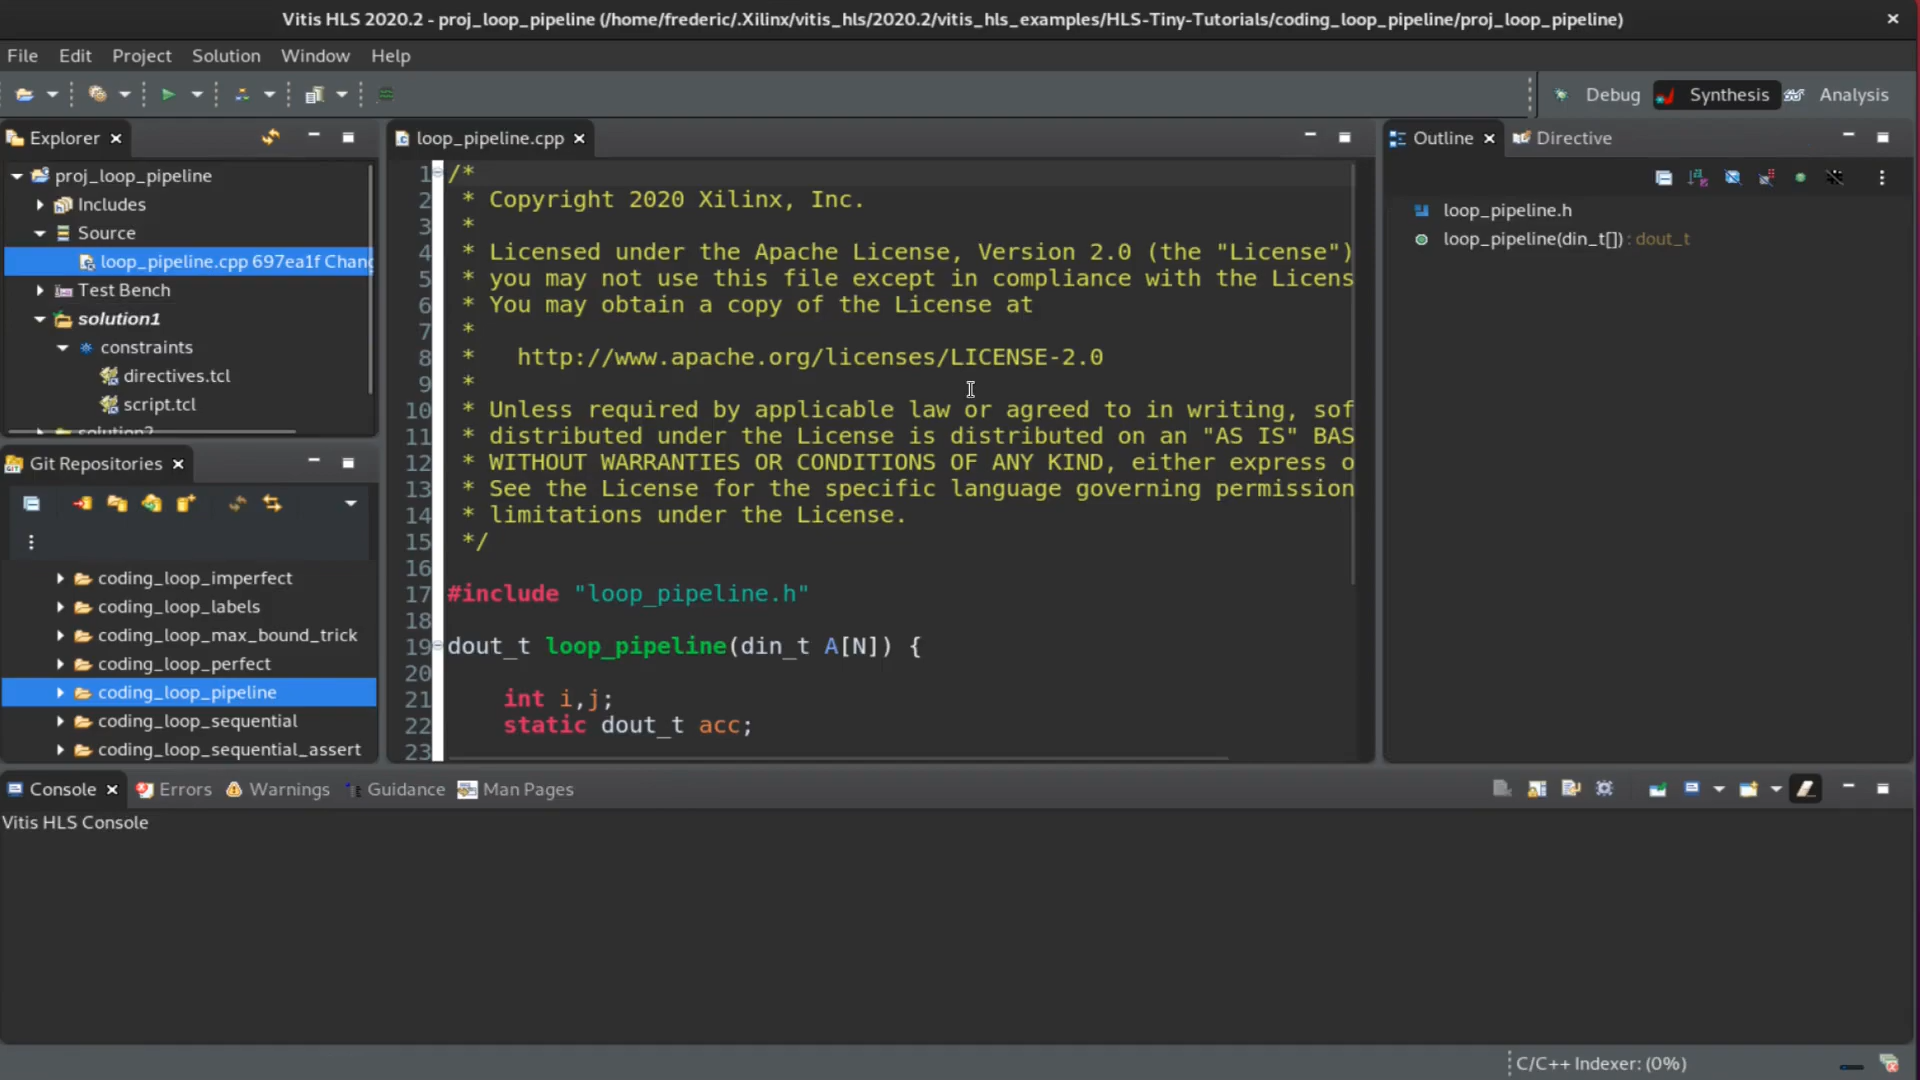 Vitis HLS 2020.2 - proj_loop_pipeline (/home/frederic/.Xilinx/vitis_hls/2020.2/vitis_hls_examples/HLS-Tiny-Tutorials/coding_loop_pipeline/proj_loop_pipeline)
File Edit Project Solution Window Help
Debug Synthesis Analysis
Explorer
proj_loop_pipeline
Includes
Source
loop_pipeline.cpp 697ea1f Chang
Test Bench
solution1
constraints
directives.tcl
script.tcl
solution2
Git Repositories
coding_loop_imperfect
coding_loop_labels
coding_loop_max_bound_trick
coding_loop_perfect
coding_loop_pipeline
coding_loop_sequential
coding_loop_sequential_assert
loop_pipeline.cpp
1 /*
2 * Copyright 2020 Xilinx, Inc.
3 *
4 * Licensed under the Apache License, Version 2.0 (the "License")
5 * you may not use this file except in compliance with the Licens
6 * You may obtain a copy of the License at
7 *
8 * http://www.apache.org/licenses/LICENSE-2.0
9 *
10 * Unless required by applicable law or agreed to in writing, sof
11 * distributed under the License is distributed on an "AS IS" BAS
12 * WITHOUT WARRANTIES OR CONDITIONS OF ANY KIND, either express o
13 * See the License for the specific language governing permission
14 * limitations under the License.
15 */
16
17 #include "loop_pipeline.h"
18
19 dout_t loop_pipeline(din_t A[N]) {
20
21 int i,j;
22 static dout_t acc;
23
Outline Directive
loop_pipeline.h
loop_pipeline(din_t[]) : dout_t
Console Errors Warnings Guidance Man Pages
Vitis HLS Console
C/C++ Indexer: (0%)